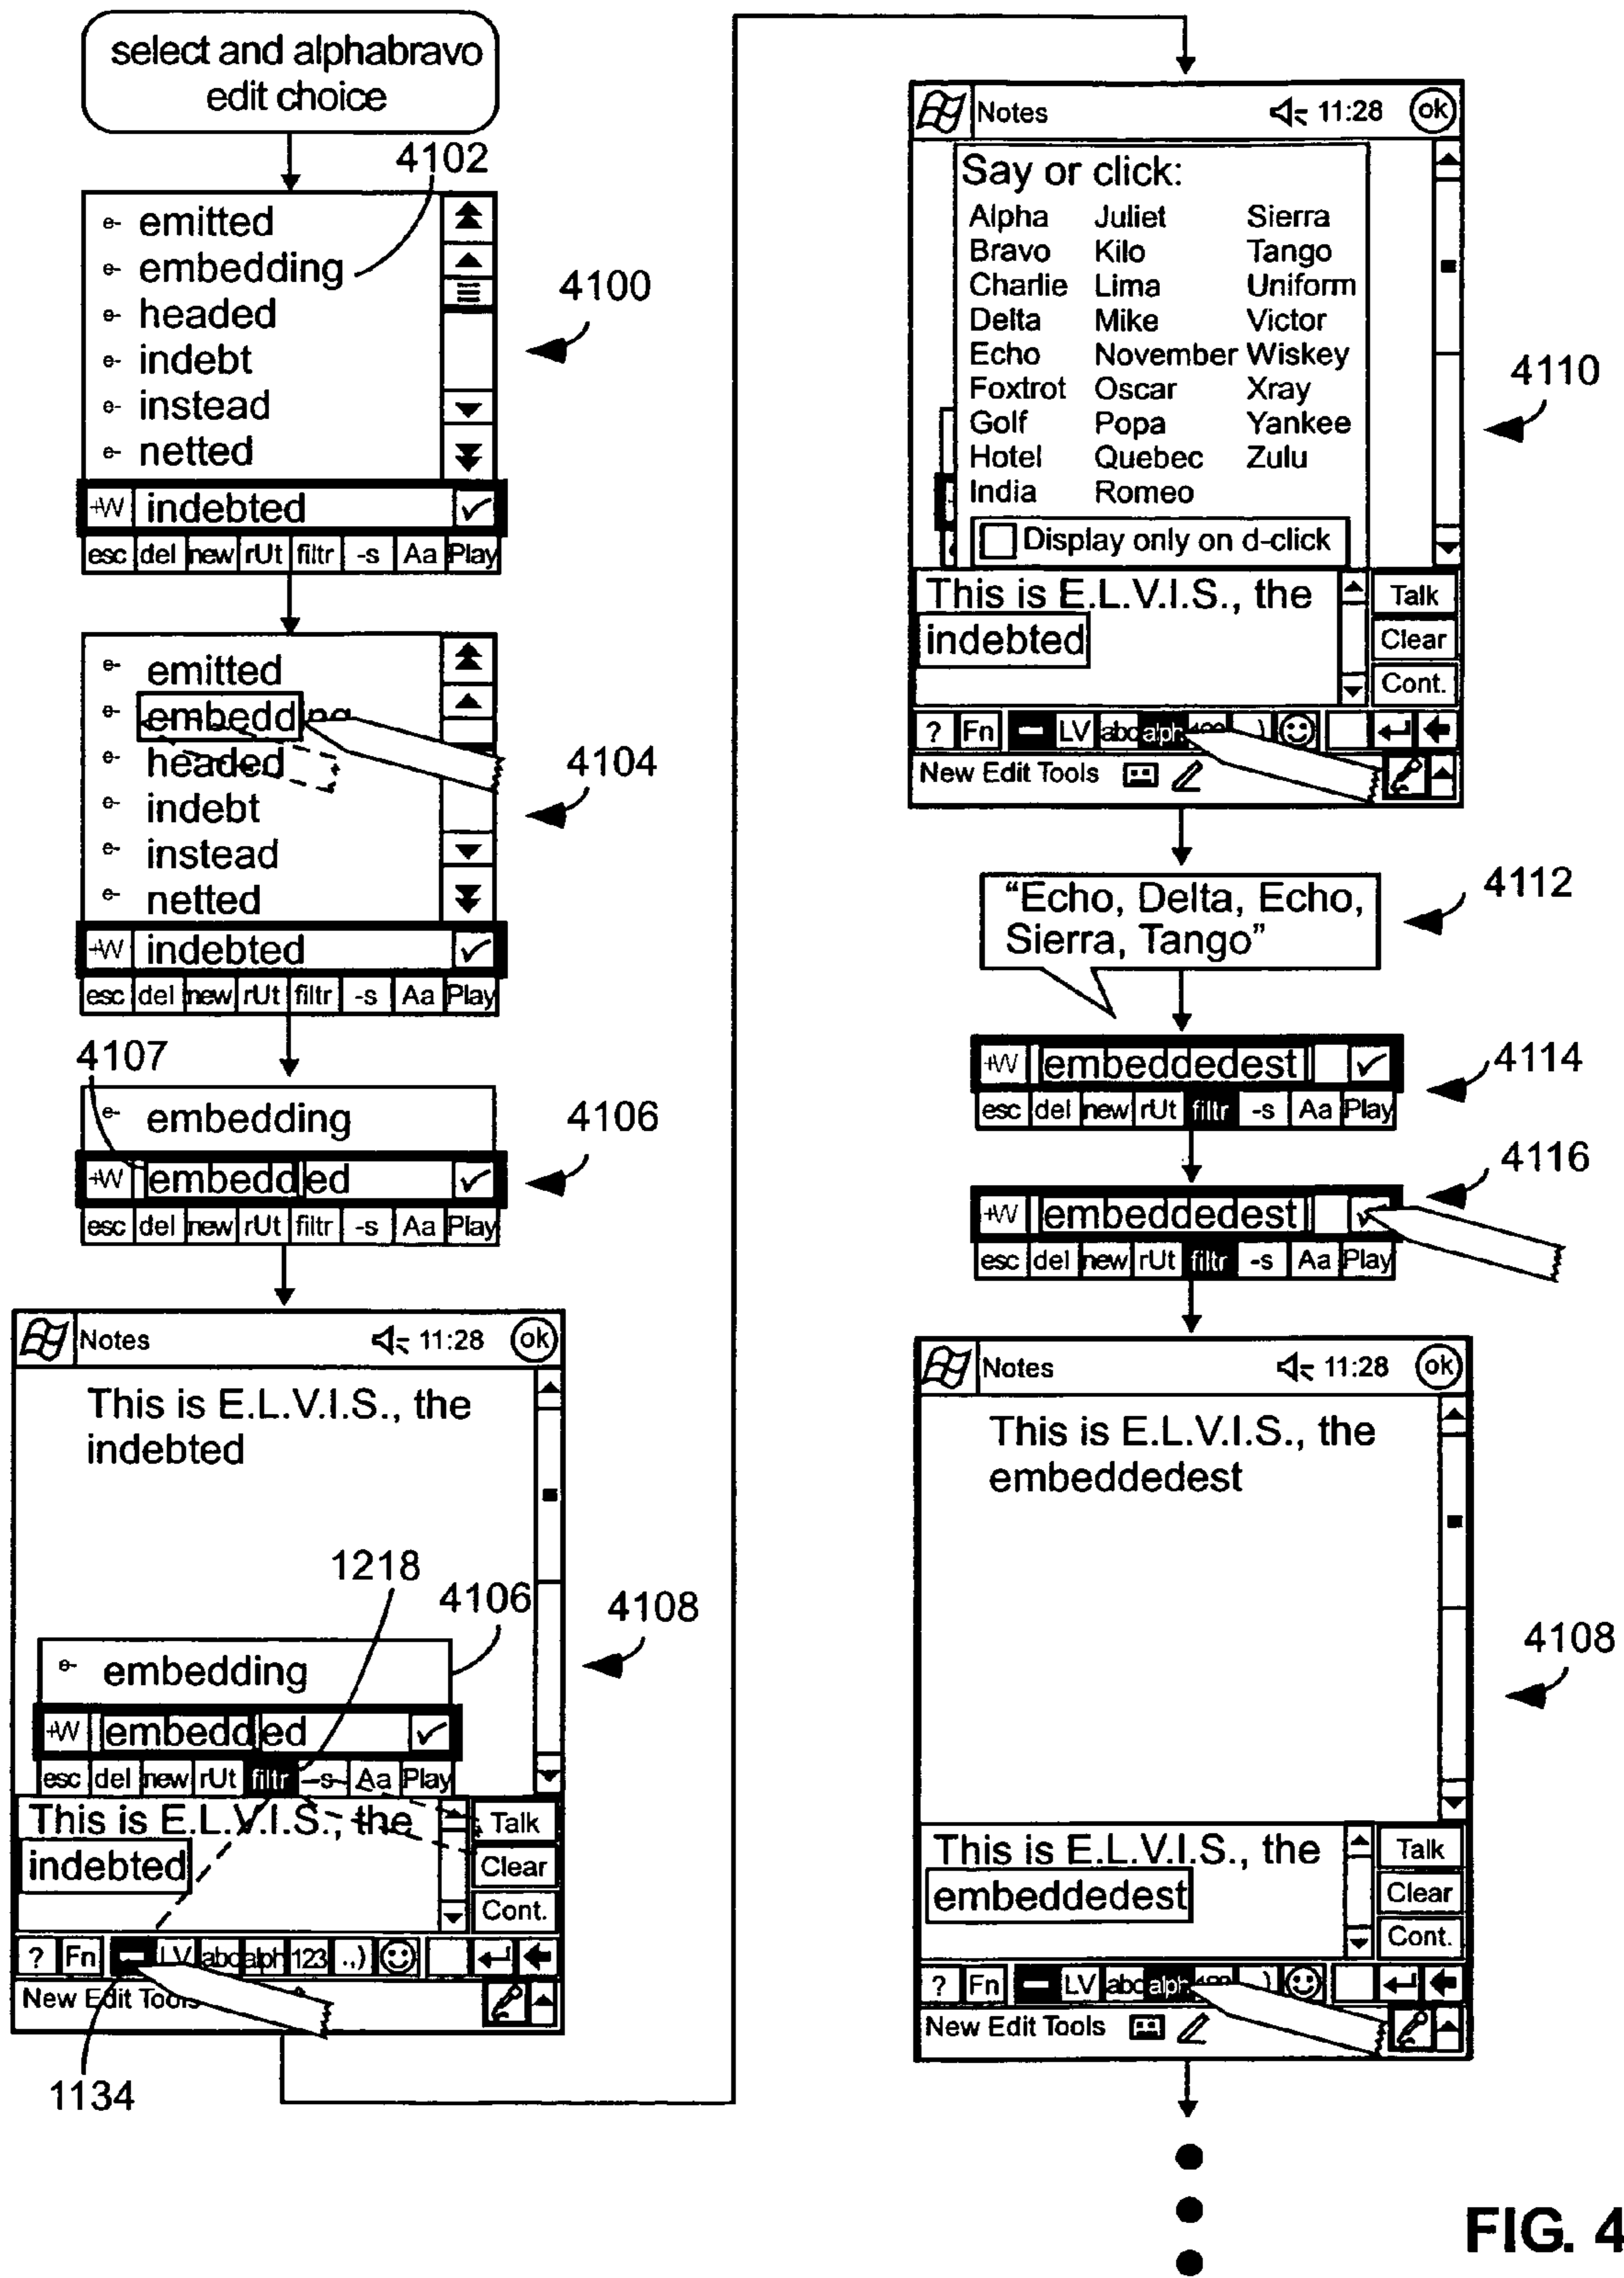 select and alphabravo
edit choice
4102
e- emitted
e- embedding
e- headed
e- indebt
e- instead
e- netted
+W indebted
esc del new rUt filtr -s Aa Play
4100
e- emitted
e- embedding
e- headed
e- indebt
e- instead
e- netted
+W indebted
esc del new rUt filtr -s Aa Play
4104
4107
e- embedding
+W embedded
esc del new rUt filtr -s Aa Play
4106
Notes 11:28 ok
This is E.L.V.I.S., the
indebted
1218
4106
4108
e- embedding
+W embedded
esc del new rUt filtr -s Aa Play
This is E.L.V.I.S., the
indebted
Talk
Clear
Cont.
? Fn LV abc alph 123 .,)
New Edit Tools
1134
Notes 11:28 ok
Say or click:
Alpha Juliet Sierra
Bravo Kilo Tango
Charlie Lima Uniform
Delta Mike Victor
Echo November Wiskey
Foxtrot Oscar Xray
Golf Popa Yankee
Hotel Quebec Zulu
India Romeo
Display only on d-click
4110
This is E.L.V.I.S., the
indebted
Talk
Clear
Cont.
? Fn LV abc alph
New Edit Tools
“Echo, Delta, Echo,
Sierra, Tango”
4112
+W embeddedest
esc del new rUt filtr -s Aa Play
4114
+W embeddedest
esc del new rUt filtr -s Aa Play
4116
Notes 11:28 ok
This is E.L.V.I.S., the
embeddedest
4108
This is E.L.V.I.S., the
embeddedest
Talk
Clear
Cont.
? Fn LV abc alph
New Edit Tools
FIG. 4